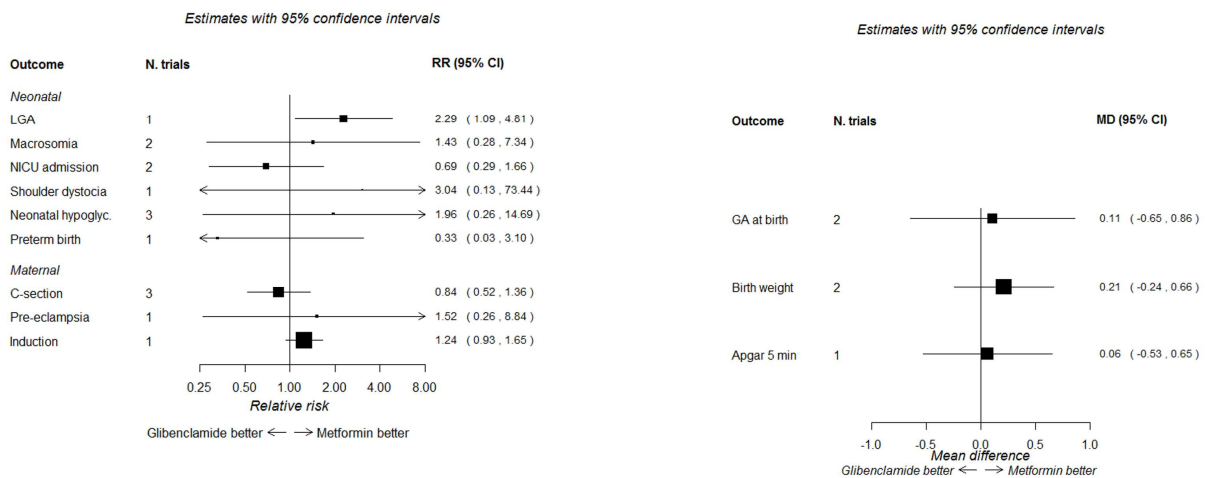 Estimates with 95% confidence intervals
Outcome N. trials RR (95% CI)
Neonatal
LGA 1 2.29 ( 1.09 , 4.81 )
Macrosomia 2 1.43 ( 0.28 , 7.34 )
NICU admission 2 0.69 ( 0.29 , 1.66 )
Shoulder dystocia 1 3.04 ( 0.13 , 73.44 )
Neonatal hypoglyc. 3 1.96 ( 0.26 , 14.69 )
Preterm birth 1 0.33 ( 0.03 , 3.10 )
Maternal
C-section 3 0.84 ( 0.52 , 1.36 )
Pre-eclampsia 1 1.52 ( 0.26 , 8.84 )
Induction 1 1.24 ( 0.93 , 1.65 )
0.25 0.50 1.00 2.00 4.00 8.00
Relative risk
Glibenclamide better ← → Metformin better
Estimates with 95% confidence intervals
Outcome N. trials MD (95% CI)
GA at birth 2 0.11 ( -0.65 , 0.86 )
Birth weight 2 0.21 ( -0.24 , 0.66 )
Apgar 5 min 1 0.06 ( -0.53 , 0.65 )
-1.0 -0.5 0.0 0.5 1.0
Mean difference
Glibenclamide better ← → Metformin better